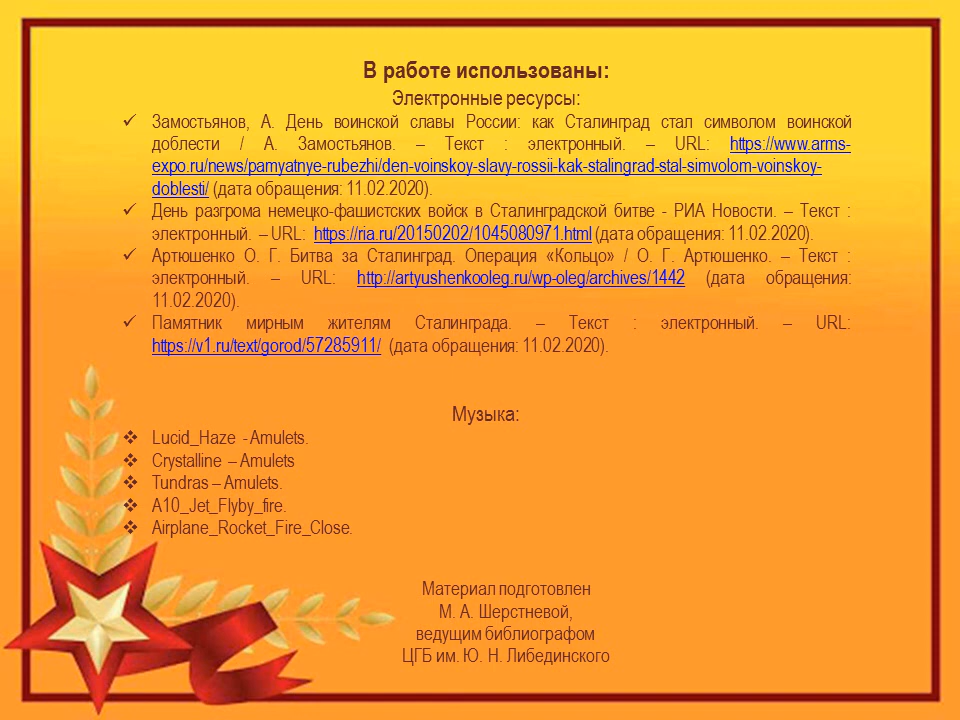 В работе использованы:
Электронные ресурсы:
✓ Замостьянов, А. День воинской славы России: как Сталинград стал символом воинской
доблести / А. Замостьянов. – Текст : электронный. – URL: https://www.arms-
expo.ru/news/pamyatnye-rubezhi/den-voinskoy-slavy-rossii-kak-stalingrad-stal-simvolom-voinskoy-
doblesti/ (дата обращения: 11.02.2020).
✓ День разгрома немецко-фашистских войск в Сталинградской битве - РИА Новости. – Текст :
электронный. – URL: https://ria.ru/20150202/1045080971.html (дата обращения: 11.02.2020).
✓ Артюшенко О. Г. Битва за Сталинград. Операция «Кольцо» / О. Г. Артюшенко. – Текст :
электронный. – URL: http://artyushenkooleg.ru/wp-oleg/archives/1442 (дата обращения:
11.02.2020).
✓ Памятник мирным жителям Сталинграда. – Текст : электронный. – URL:
https://v1.ru/text/gorod/57285911/ (дата обращения: 11.02.2020).
Музыка:
❖ Lucid_Haze - Amulets.
❖ Crystalline – Amulets
❖ Tundras – Amulets.
❖ A10_Jet_Flyby_fire.
❖ Airplane_Rocket_Fire_Close.
Материал подготовлен
М. А. Шерстневой,
ведущим библиографом
ЦГБ им. Ю. Н. Либединского